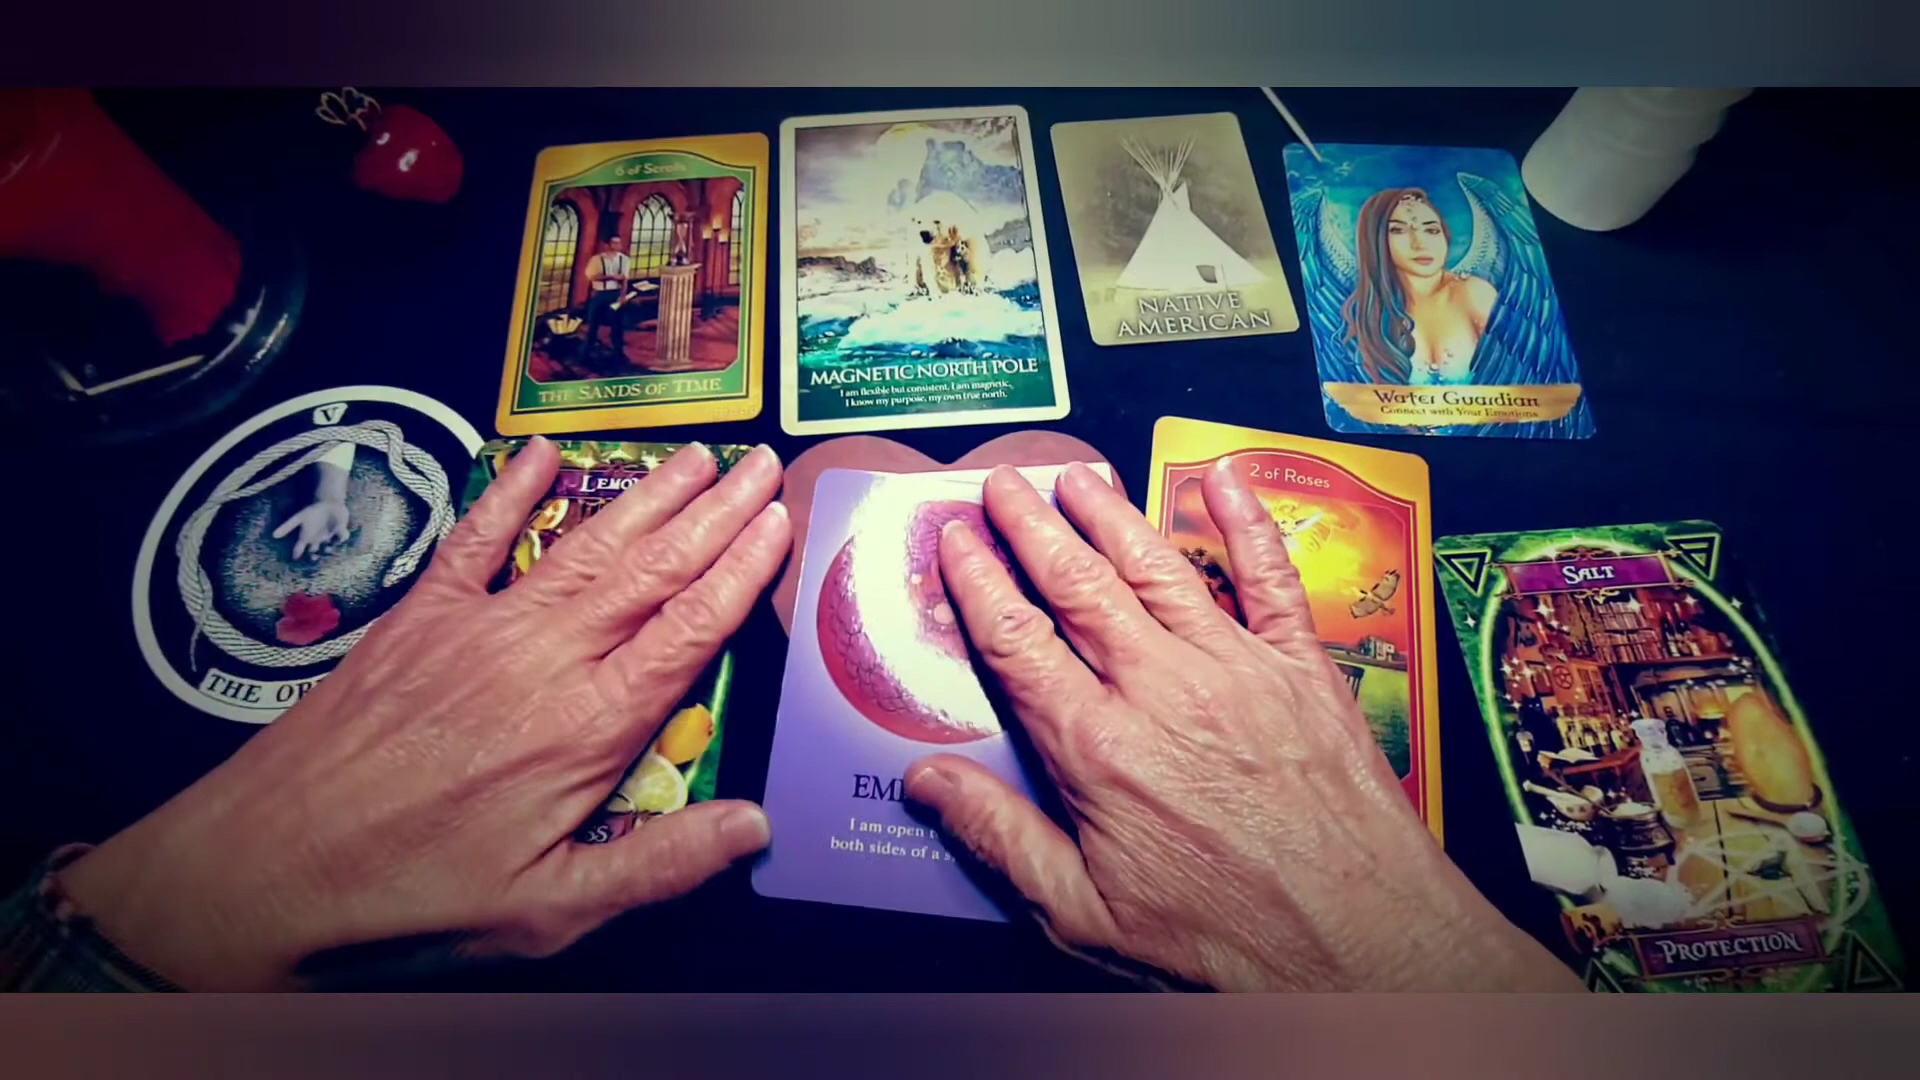 6 of Scrolls
THE SANDS OF TIME
MAGNETIC NORTH POLE
I am flexible but consistent, I am magnetic.
I know my purpose, my own true north.
NATIVE
AMERICAN
Water Guardian
Connect with Your Emotions
V
THE
LEMO
I am open
both sides of a
2 of Roses
SALT
PROTECTION